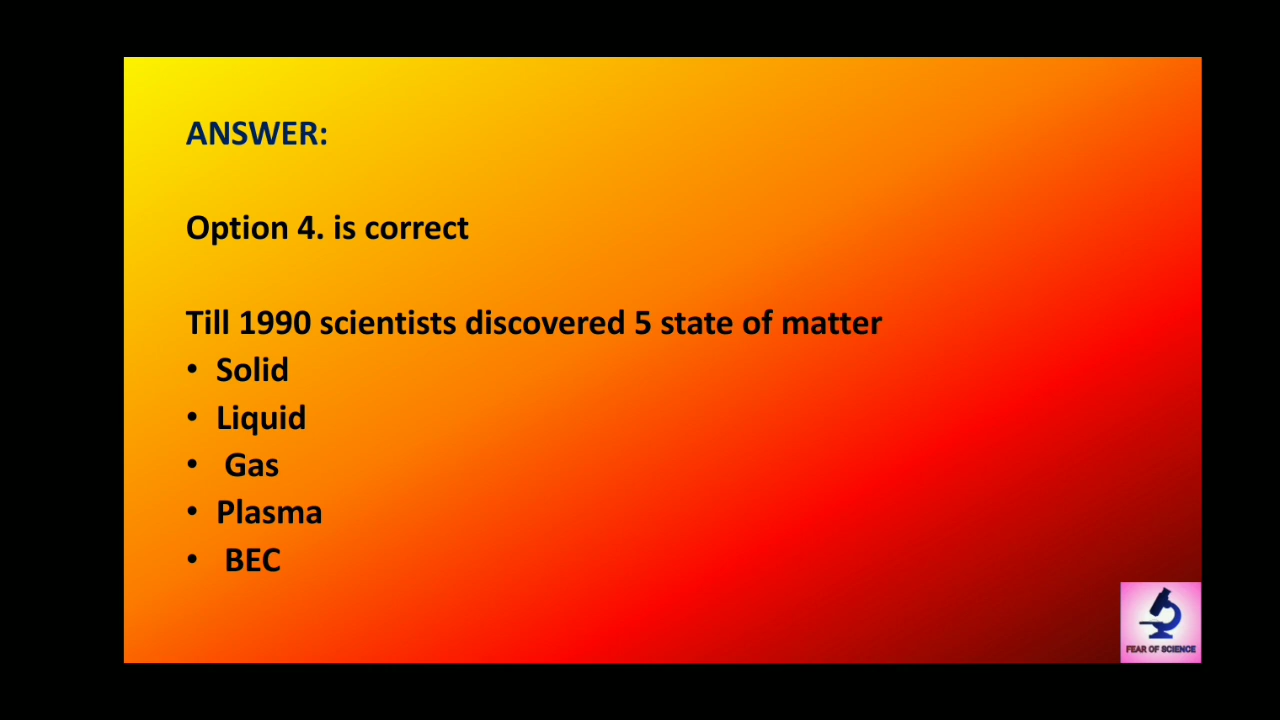 ANSWER:
Option 4. is correct
Till 1990 scientists discovered 5 state of matter
• Solid
• Liquid
• Gas
• Plasma
• BEC
FEAR OF SCIENCE